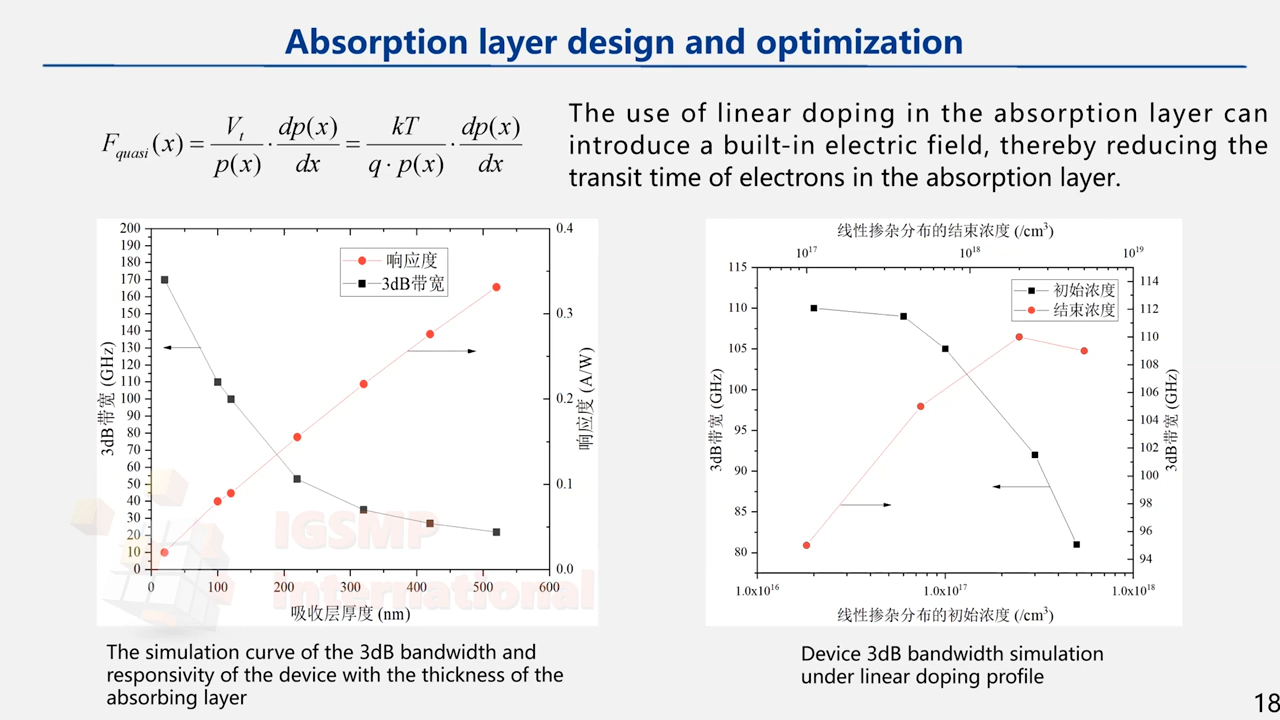 Absorption layer design and optimization
F_quasi(x) = V_t/p(x) · dp(x)/dx = kT/(q · p(x)) · dp(x)/dx
The use of linear doping in the absorption layer can
introduce a built-in electric field, thereby reducing the
transit time of electrons in the absorption layer.
200
190
180
170
160
150
140
130
120
110
100
90
80
70
60
50
40
30
20
10
0
3dB带宽 (GHz)
响应度
3dB带宽
0.4
0.3
0.2
0.1
0.0
响应度 (A/W)
0 100 200 300 400 500 600
吸收层厚度 (nm)
IGSMP
International
The simulation curve of the 3dB bandwidth and
responsivity of the device with the thickness of the
absorbing layer
线性掺杂分布的结束浓度 (/cm³)
10¹⁷ 10¹⁸ 10¹⁹
115
110
105
100
95
90
85
80
3dB带宽 (GHz)
初始浓度
结束浓度
114
112
110
108
106
104
102
100
98
96
94
3dB带宽 (GHz)
1.0x10¹⁶ 1.0x10¹⁷ 1.0x10¹⁸
线性掺杂分布的初始浓度 (/cm³)
Device 3dB bandwidth simulation
under linear doping profile
18